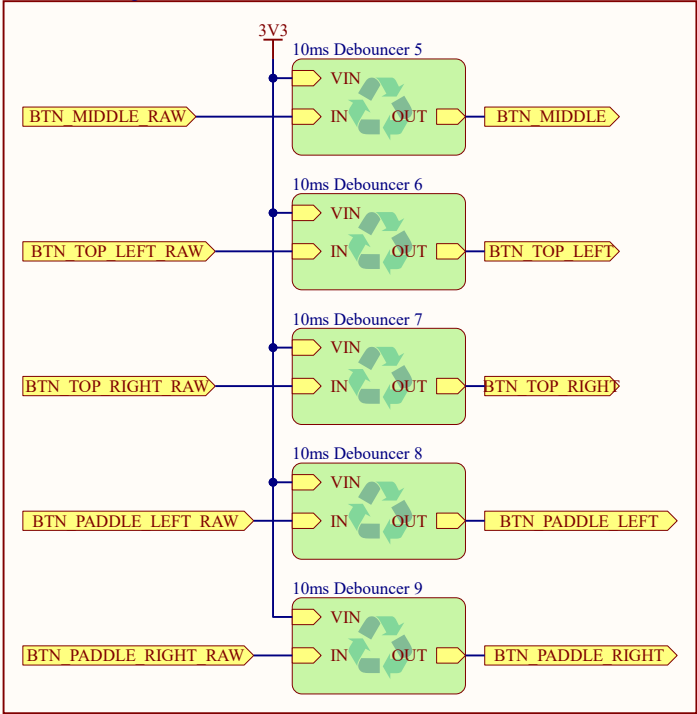 3V3
10ms Debouncer 5
VIN
BTN_MIDDLE_RAW IN OUT BTN_MIDDLE
10ms Debouncer 6
VIN
BTN_TOP_LEFT_RAW IN OUT BTN_TOP_LEFT
10ms Debouncer 7
VIN
BTN_TOP_RIGHT_RAW IN OUT BTN_TOP_RIGHT
10ms Debouncer 8
VIN
BTN_PADDLE_LEFT_RAW IN OUT BTN_PADDLE_LEFT
10ms Debouncer 9
VIN
BTN_PADDLE_RIGHT_RAW IN OUT BTN_PADDLE_RIGHT